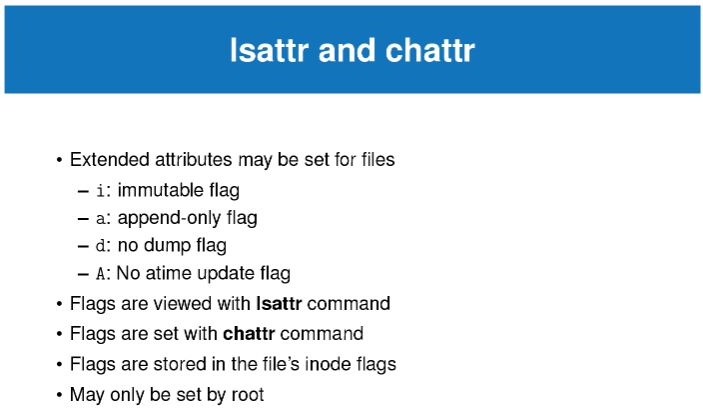 lsattr and chattr
• Extended attributes may be set for files
– i: immutable flag
– a: append-only flag
– d: no dump flag
– A: No atime update flag
• Flags are viewed with lsattr command
• Flags are set with chattr command
• Flags are stored in the file's inode flags
• May only be set by root